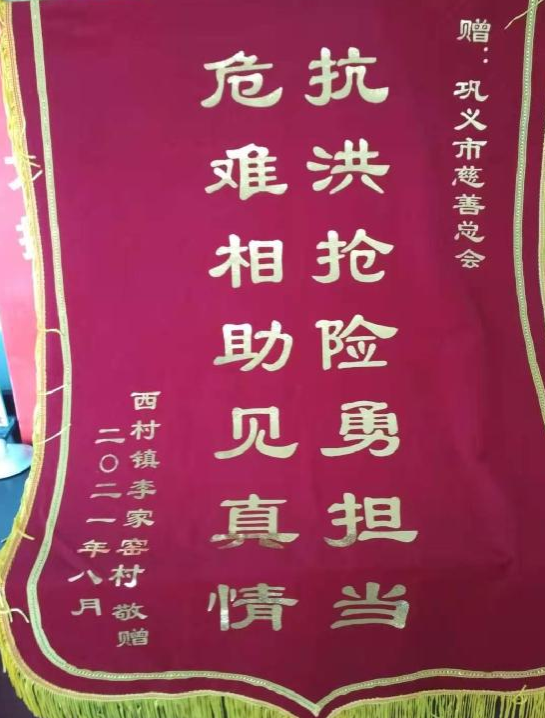 赠：巩义市慈善总会
抗洪抢险勇担当
危难相助见真情
西村镇李家窑村敬赠
二〇二一年八月